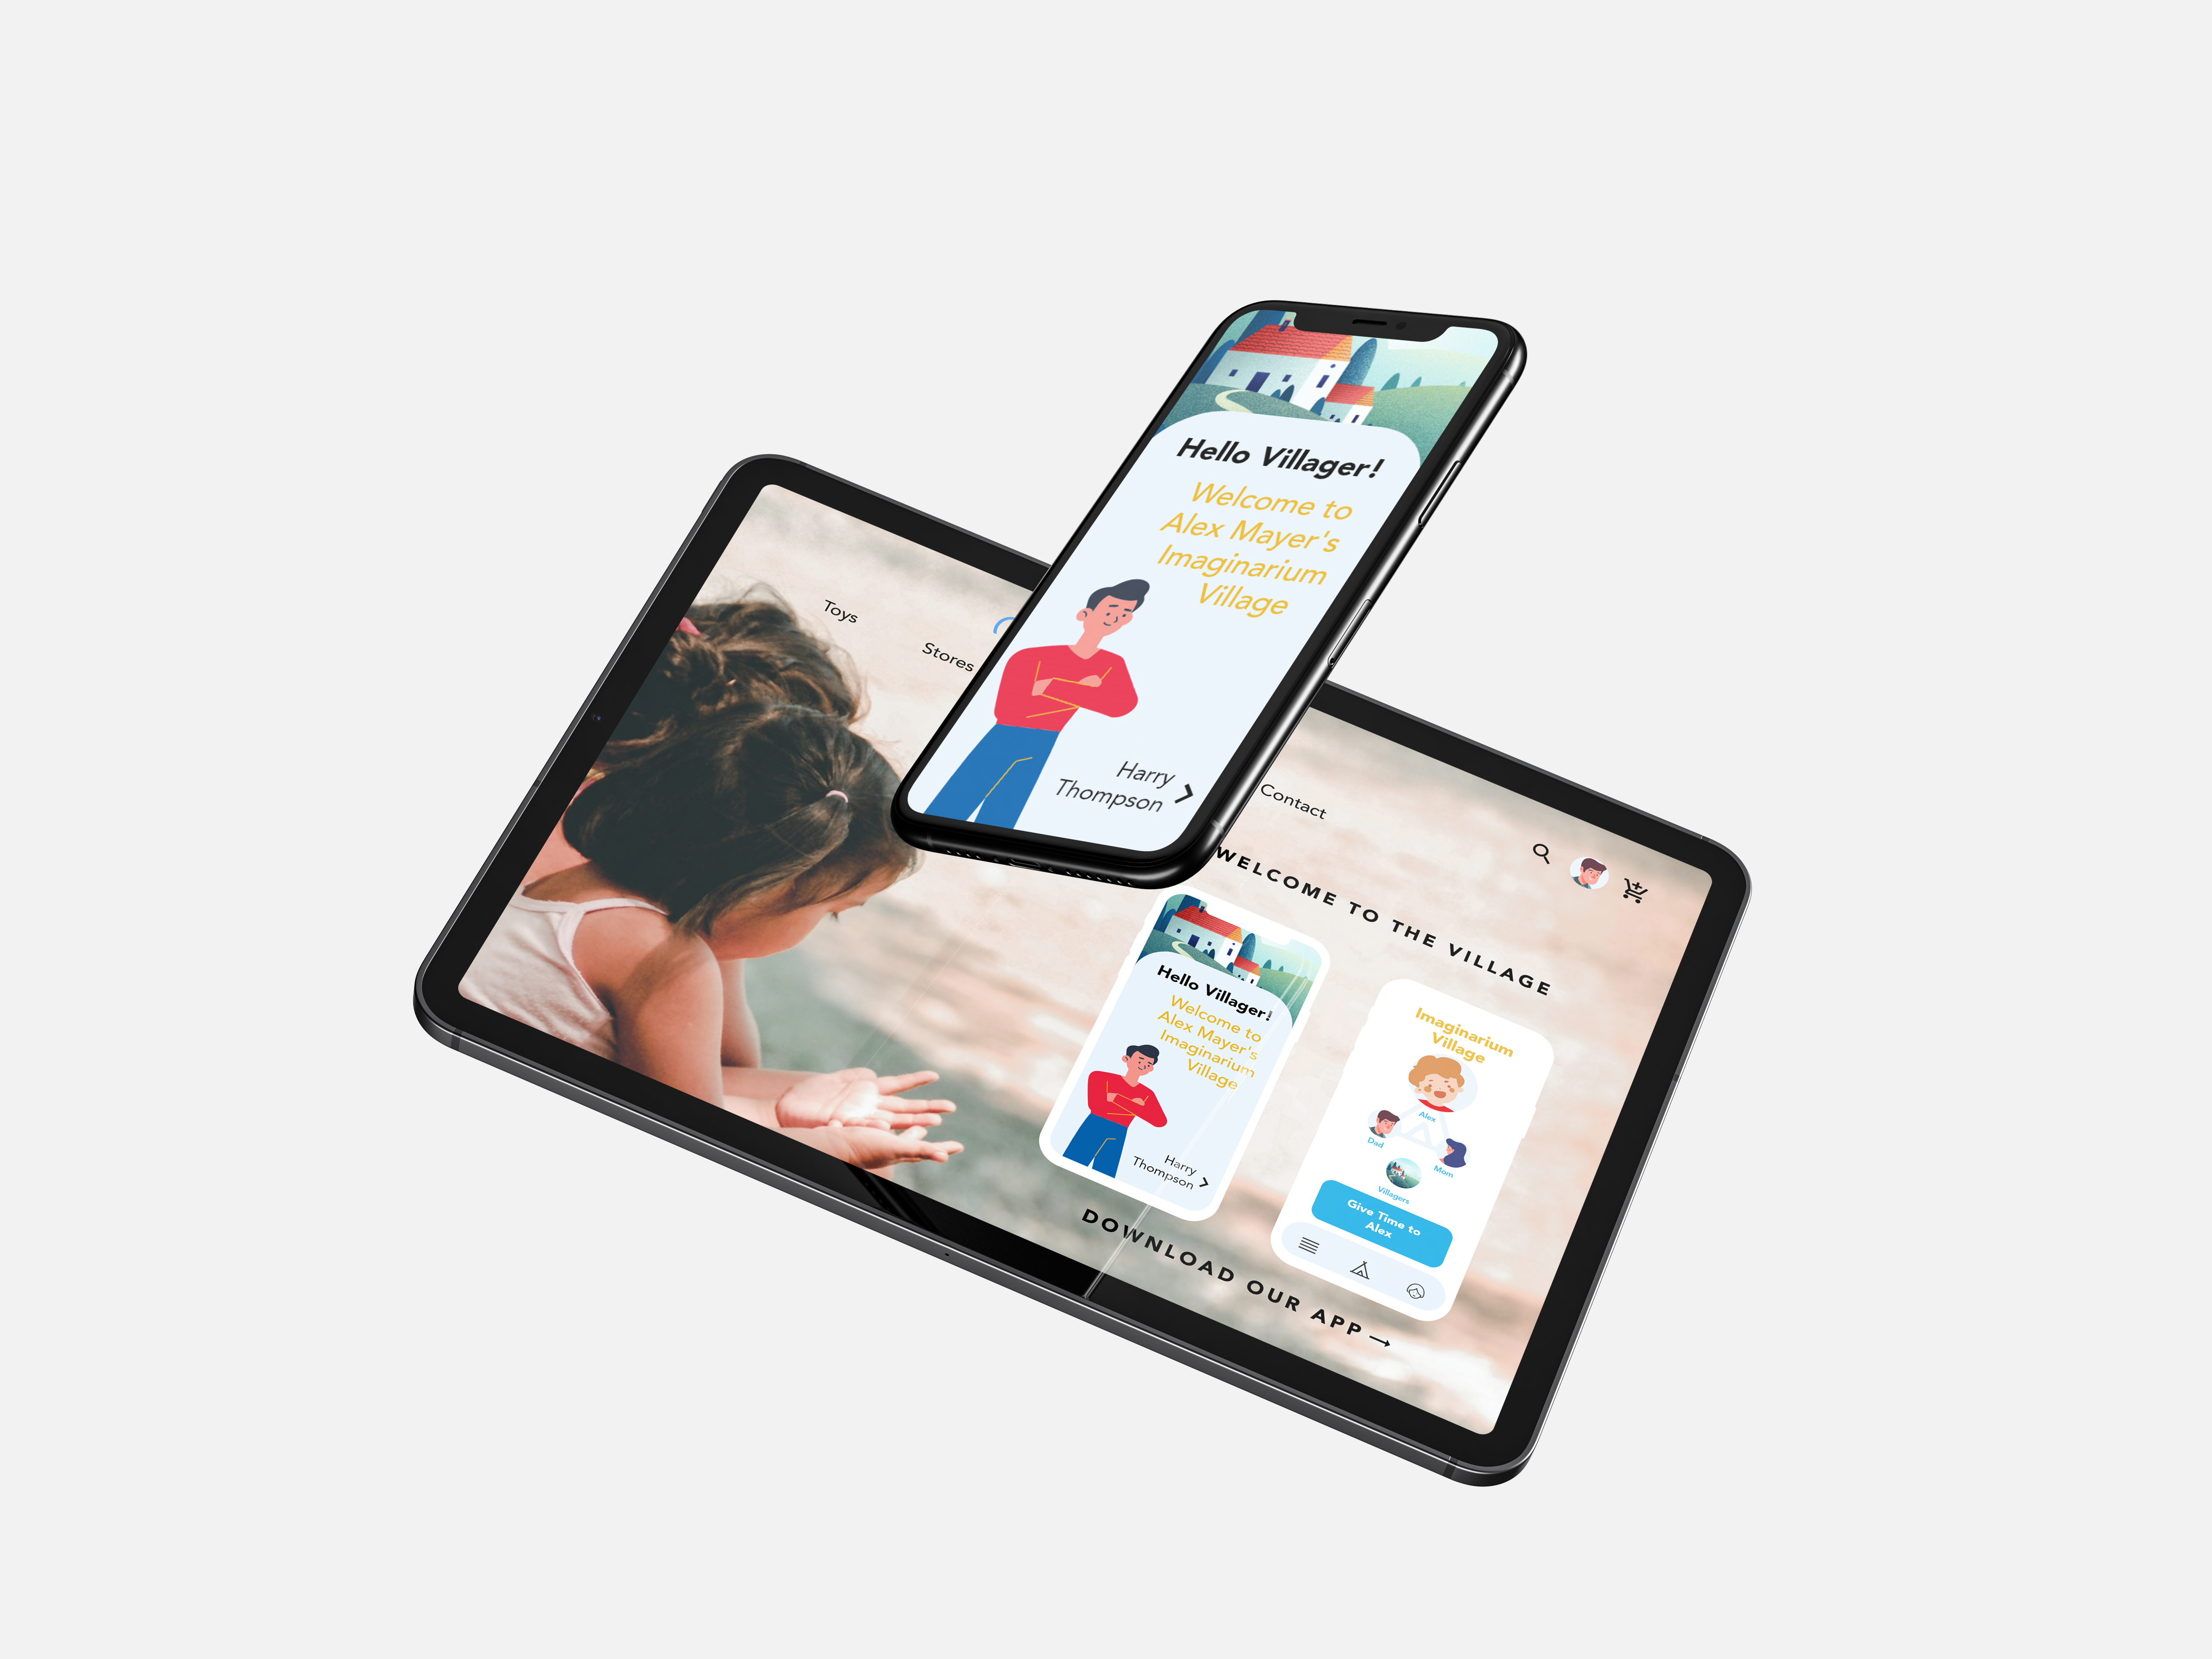 Hello Villager!
Welcome to
Alex Mayer's
Imaginarium
Village
Harry
Thompson
Toys
Stores
Contact
WELCOME TO THE VILLAGE
Hello Villager!
Welcome to
Alex Mayer's
Imaginarium
Village
Harry
Thompson
Imaginarium
Village
Alex
Dad
Mom
Villagers
Give Time to
Alex
DOWNLOAD OUR APP →